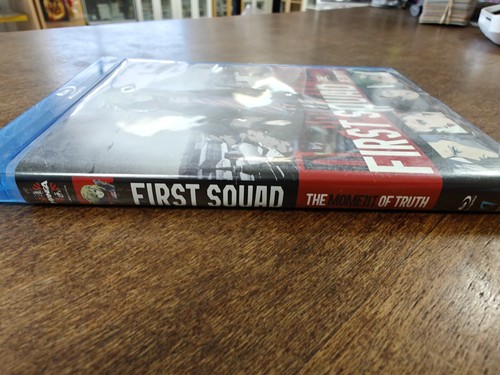 FIRST SQUAD
THE MOMENT OF TRUTH
FIRST SQUAD